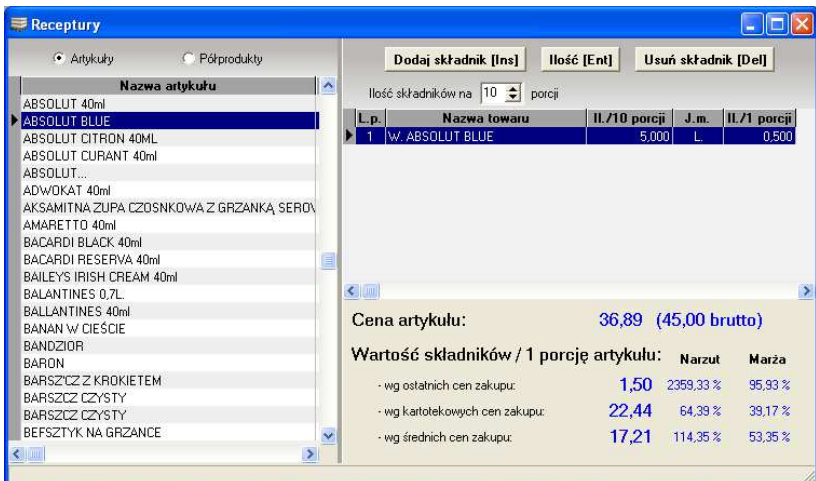 Receptury
Artykuły Półprodukty
Nazwa artykułu
ABSOLUT 40ml
ABSOLUT BLUE
ABSOLUT CITRON 40ML
ABSOLUT CURANT 40ml
ABSOLUT...
ADWOKAT 40ml
AKSAMITNA ZUPA CZOSNKOWA Z GRZANKĄ SEROW
AMARETTO 40ml
BACARDI BLACK 40ml
BACARDI RESERVA 40ml
BAILEYS IRISH CREAM 40ml
BALANTINES 0,7L.
BALLANTINES 40ml
BANAN W CIEŚCIE
BANDZIOR
BARON
BARSZ'CZ Z KROKIETEM
BARSZCZ CZYSTY
BARSZCZ CZYSTY
BEFSZTYK NA GRZANCE
Dodaj składnik [Ins] Ilość [Ent] Usuń składnik [Del]
Ilość składników na 10 porcji
L.p. Nazwa towaru Il./10 porcji J.m. Il./1 porcji
1 W. ABSOLUT BLUE 5,000 L. 0,500
Cena artykułu: 36,89 (45,00 brutto)
Wartość składników / 1 porcję artykułu: Narzut Marża
- wg ostatnich cen zakupu: 1,50 2359,33 % 95,93 %
- wg kartotekowych cen zakupu: 22,44 64,39 % 39,17 %
- wg średnich cen zakupu: 17,21 114,35 % 53,35 %